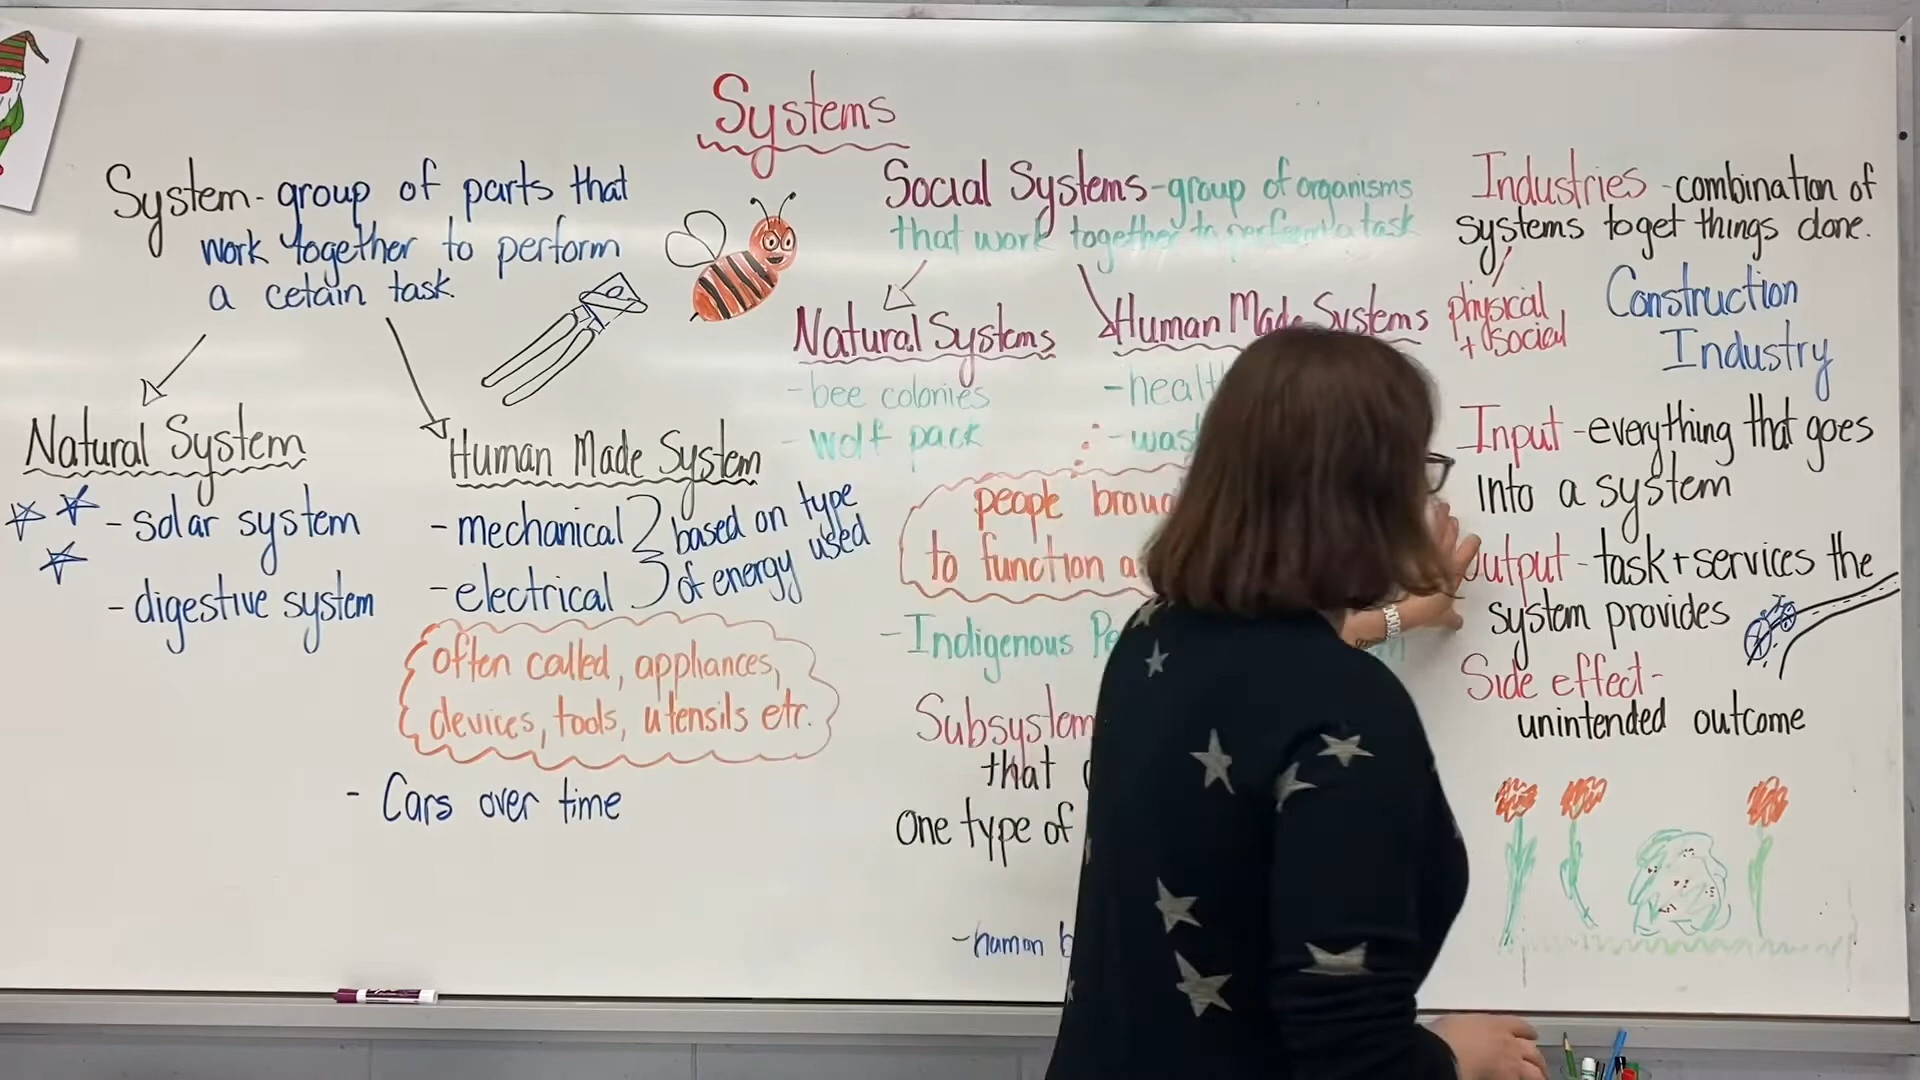 Systems
System - group of parts that
work together to perform
a cetain task.
Natural System
- solar system
- digestive system
Human Made System
- mechanical
- electrical
based on type
of energy used
often called, appliances,
devices, tools, utensils etc.
- Cars over time
Social Systems - group of organisms
that work together to perform a task
Natural Systems
- bee colonies
- wolf pack
Human Made Systems
people
to function
- Indigenous
that
one type of
- human
Industries - combination of
systems to get things done.
physical
+ social
Construction
Industry
Input - everything that goes
into a system
output - task + services the
system provides
Side effect -
unintended outcome